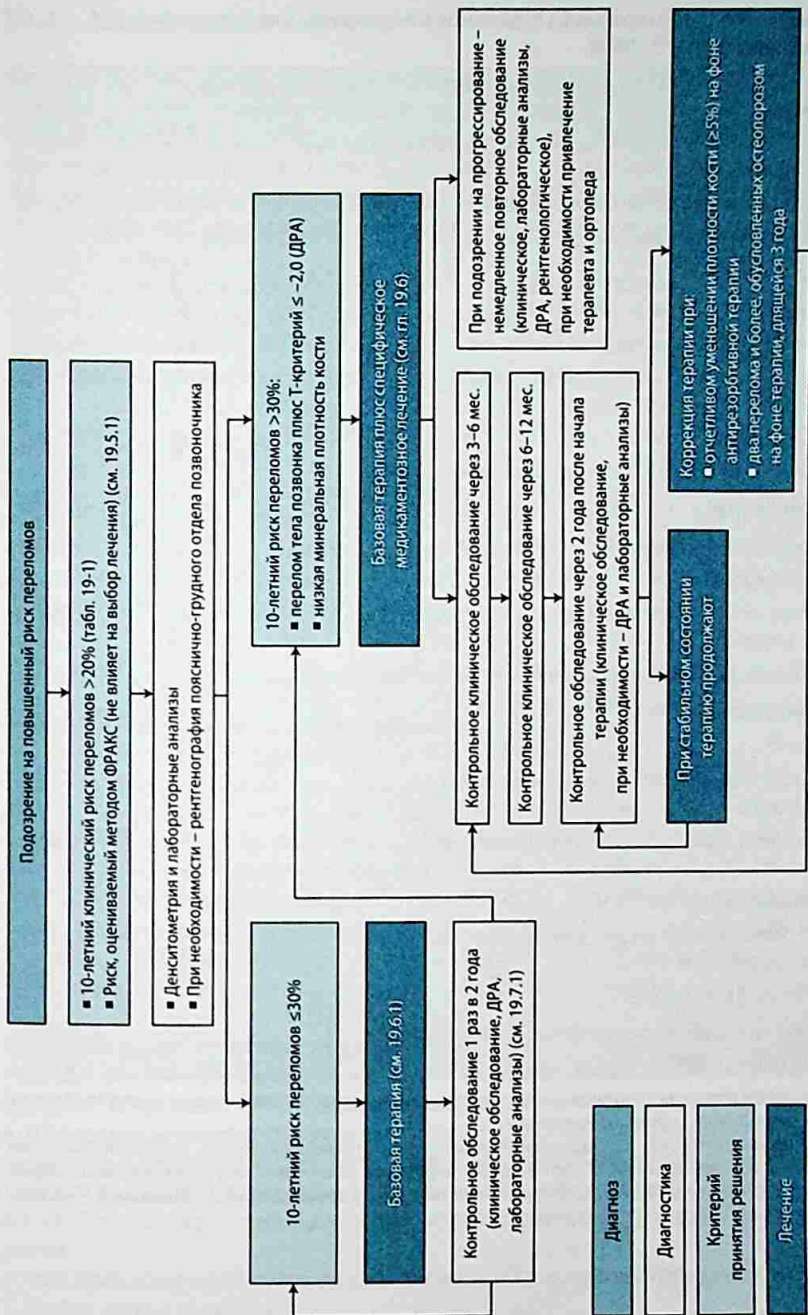 Подозрение на повышенный риск переломов
▪ 10-летний клинический риск переломов >20% (табл. 19-1)
▪ Риск, оцениваемый методом ФРАКС (не влияет на выбор лечения) (см. 19.5.1)
▪ Денситометрия и лабораторные анализы
▪ При необходимости – рентгенография пояснично-грудного отдела позвоночника
10-летний риск переломов ≤30%
Базовая терапия (см. 19.6.1)
Контрольное обследование 1 раз в 2 года
(клиническое обследование, ДРА,
лабораторные анализы) (см. 19.7.1)
10-летний риск переломов >30%:
▪ перелом тела позвонка плюс Т-критерий ≤ −2,0 (ДРА)
▪ низкая минеральная плотность кости
Базовая терапия плюс специфическое
медикаментозное лечение (см. гл. 19.6)
Контрольное клиническое обследование через 3–6 мес.
Контрольное клиническое обследование через 6–12 мес.
Контрольное обследование через 2 года после начала
терапии (клиническое обследование,
при необходимости – ДРА и лабораторные анализы)
При стабильном состоянии
терапию продолжают
При подозрении на прогрессирование –
немедленное повторное обследование
(клиническое, лабораторные анализы,
ДРА, рентгенологическое),
при необходимости привлечение
терапевта и ортопеда
Коррекция терапии при:
▪ отчетливом уменьшении плотности кости (≥5%) на фоне
антирезорбтивной терапии
▪ два перелома и более, обусловленных остеопорозом
на фоне терапии, длящейся 3 года
Диагноз
Диагностика
Критерий
принятия решения
Лечение